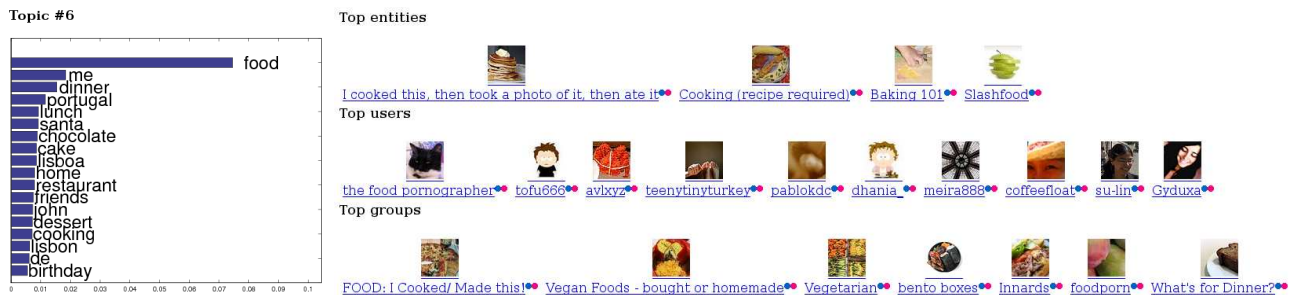 Topic #6
food
me
dinner
portugal
lunch
santa
chocolate
cake
lisboa
home
restaurant
friends
john
dessert
cooking
lisbon
de
birthday
0.00 0.01 0.02 0.03 0.04 0.05 0.06 0.07 0.08 0.09 0.1
Top entities
I cooked this, then took a photo of it, then ate it Cooking (recipe required) Baking 101 Slashfood
Top users
the food pornographer tofu666 avlxyz teenytinyturkey pablokdc dhania_ meira888 coffeefloat su-lin Gyduxa
Top groups
FOOD: I Cooked/ Made this! Vegan Foods - bought or homemade Vegetarian bento boxes Innards foodporn What's for Dinner?